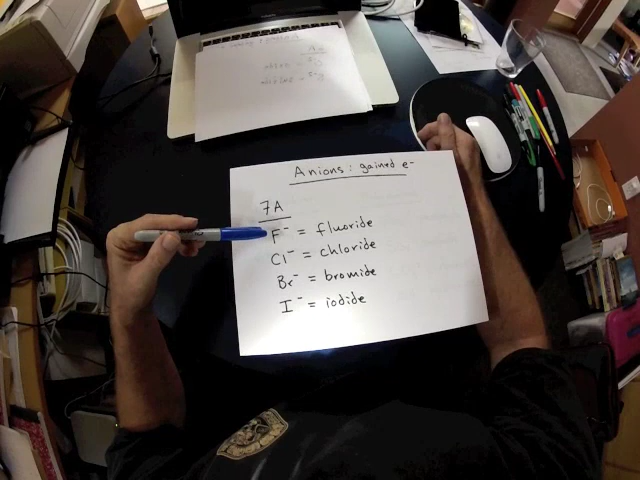 Anions: gained e-
7A
F⁻ = fluoride
Cl⁻ = chloride
Br⁻ = bromide
I⁻ = iodide